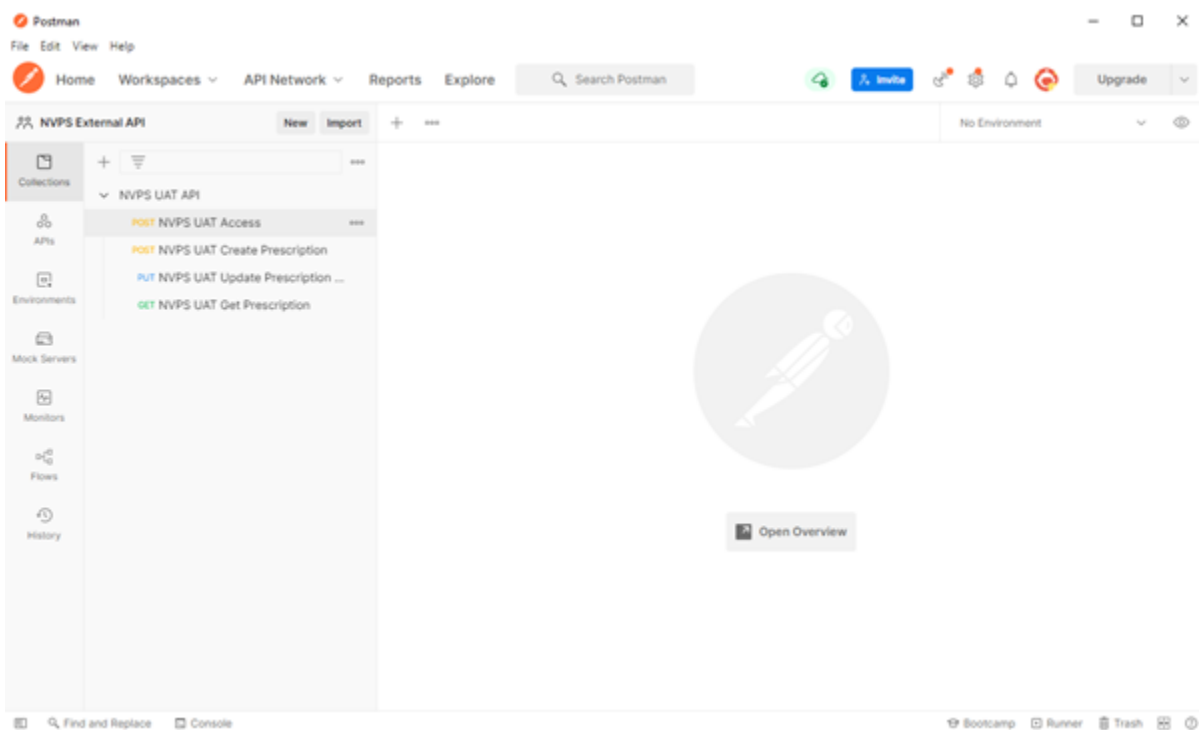 Postman
File Edit View Help
Home Workspaces API Network Reports Explore Search Postman Invite Upgrade
NVPS External API New Import No Environment
Collections
NVPS UAT API
POST NVPS UAT Access
POST NVPS UAT Create Prescription
PUT NVPS UAT Update Prescription ...
GET NVPS UAT Get Prescription
APIs
Environments
Mock Servers
Monitors
Flows
History
Open Overview
Find and Replace Console Bootcamp Runner Trash